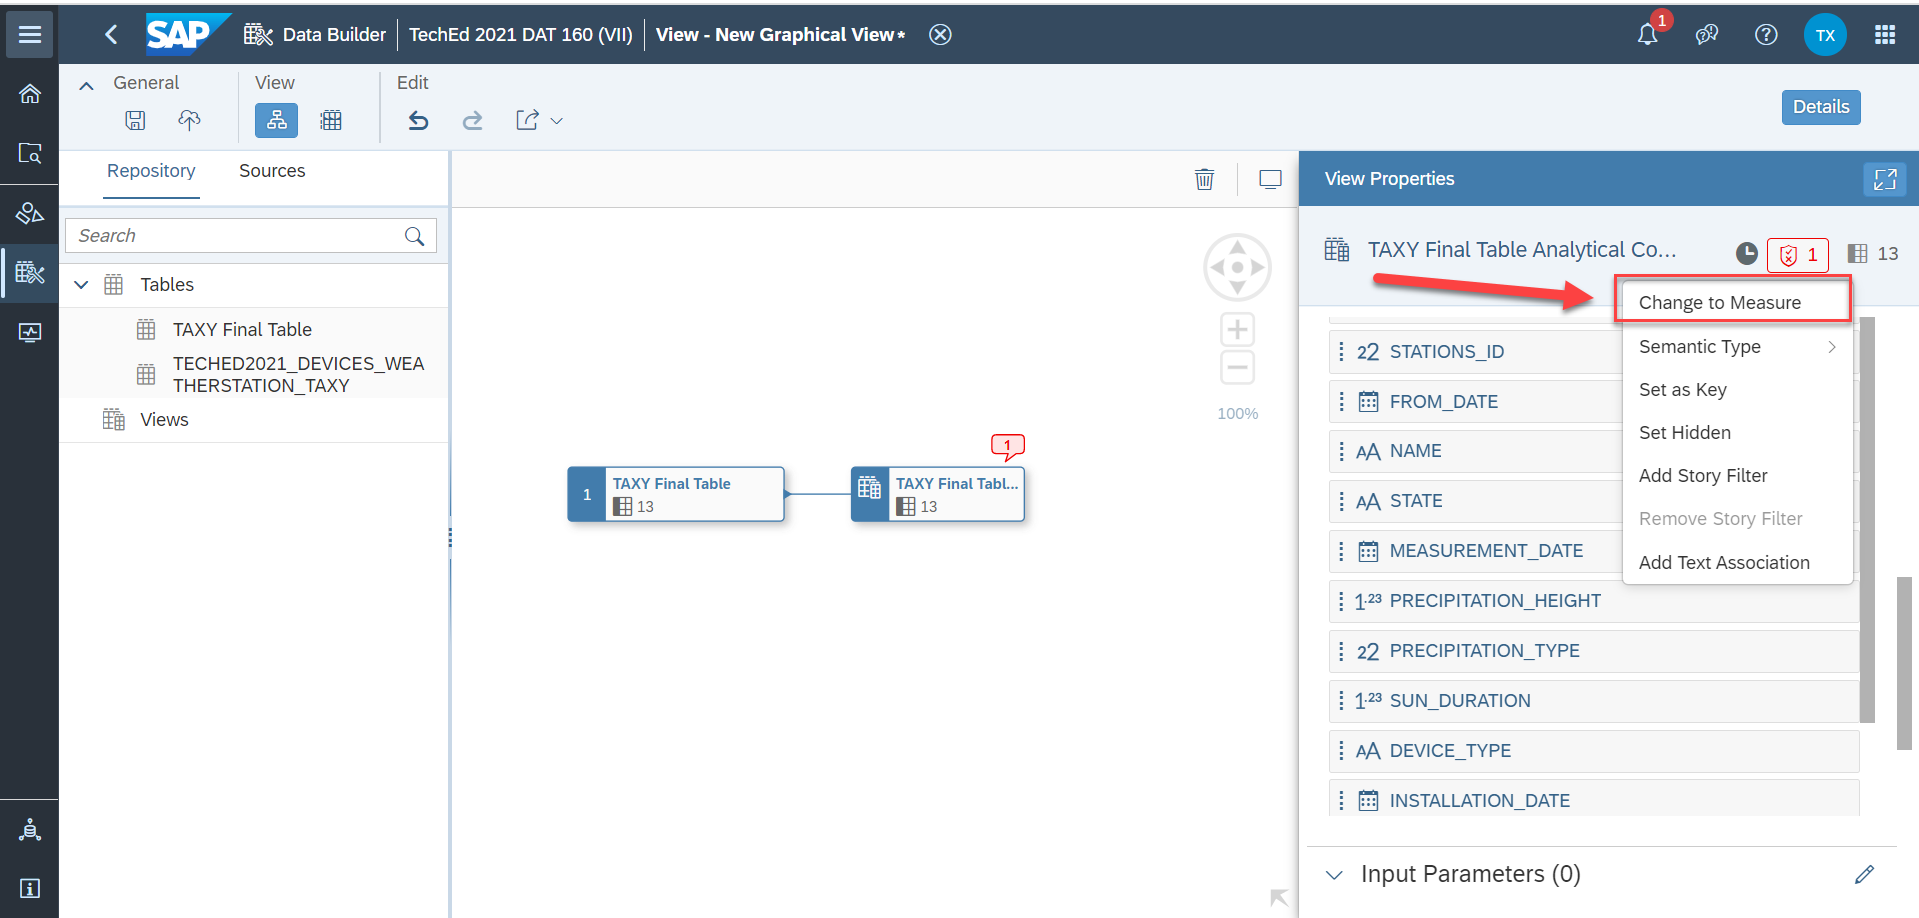 SAP Data Builder TechEd 2021 DAT 160 (VII) View - New Graphical View* 1 TX
General View Edit
Details
Repository Sources
Search
Tables
TAXY Final Table
TECHED2021_DEVICES_WEA
THERSTATION_TAXY
Views
100%
1
1 TAXY Final Table
13
TAXY Final Tabl...
13
View Properties
TAXY Final Table Analytical Co... 1 13
Change to Measure
Semantic Type
Set as Key
Set Hidden
Add Story Filter
Remove Story Filter
Add Text Association
22 STATIONS_ID
FROM_DATE
AA NAME
AA STATE
MEASUREMENT_DATE
1.23 PRECIPITATION_HEIGHT
22 PRECIPITATION_TYPE
1.23 SUN_DURATION
AA DEVICE_TYPE
INSTALLATION_DATE
Input Parameters (0)